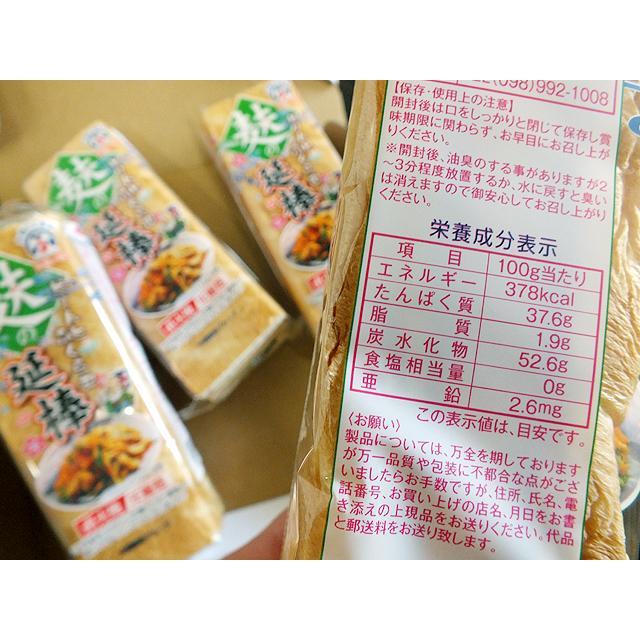 (098)992-1008
【保存・使用上の注意】
開封後は口をしっかりと閉じて保存し賞
味期限に関わらず、お早目にお召し上が
りください。
※開封後、油臭のする事がありますが2
～3分程度放置するか、水に戻すと臭い
は消えますので御安心してお召し上がり
ください。
栄養成分表示
項目 100g当たり
エネルギー 378kcal
たんぱく質 37.6g
脂質 1.9g
炭水化物 52.6g
食塩相当量 0g
亜鉛 2.6mg
この表示値は、目安です。
〈お願い〉
製品については、万全を期しております
が万一品質や包装に不都合な点がござ
いましたらお手数ですが、住所、氏名、電
話番号、お買い上げの店名、月日をお書
き添えの上現品をお送りください。代品
と郵送料をお送り致します。
麸の
延棒
麸の
延棒
麸の
延棒